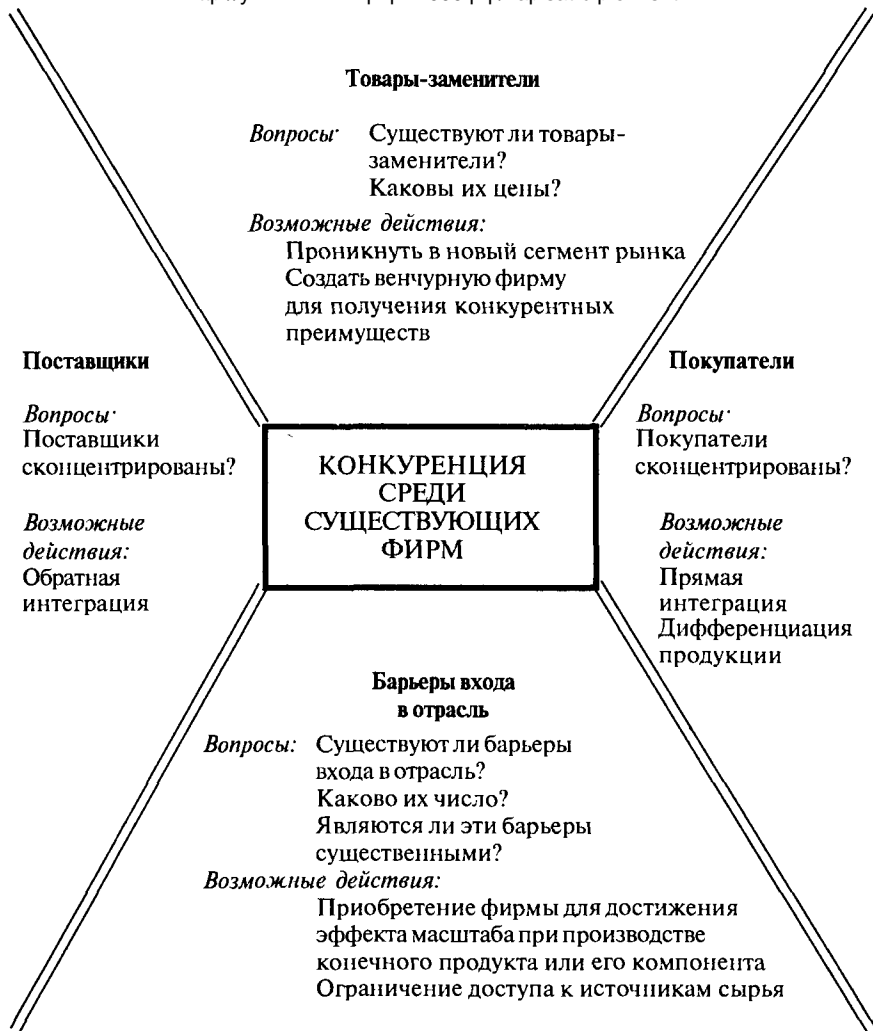 Товары-заменители
Вопросы: Существуют ли товары-
заменители?
Каковы их цены?
Возможные действия:
Проникнуть в новый сегмент рынка
Создать венчурную фирму
для получения конкурентных
преимуществ
Поставщики
Вопросы:
Поставщики
сконцентрированы?
Возможные
действия:
Обратная
интеграция
КОНКУРЕНЦИЯ
СРЕДИ
СУЩЕСТВУЮЩИХ
ФИРМ
Покупатели
Вопросы:
Покупатели
сконцентрированы?
Возможные
действия:
Прямая
интеграция
Дифференциация
продукции
Барьеры входа
в отрасль
Вопросы: Существуют ли барьеры
входа в отрасль?
Каково их число?
Являются ли эти барьеры
существенными?
Возможные действия:
Приобретение фирмы для достижения
эффекта масштаба при производстве
конечного продукта или его компонента
Ограничение доступа к источникам сырья